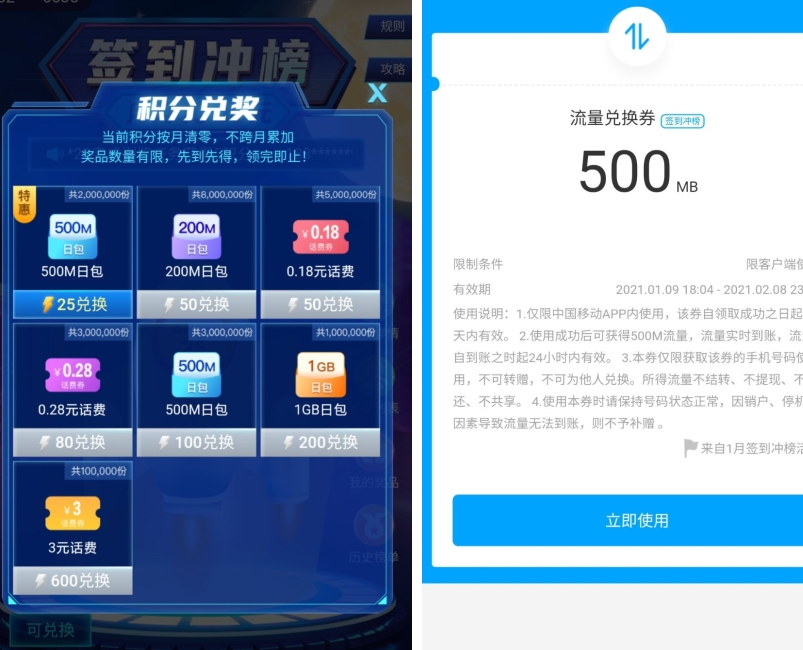 规则
签到冲榜
攻略
积分兑奖
X
当前积分按月清零，不跨月累加
奖品数量有限，先到先得，领完即止！
特惠
共2,000,000份
500M
日包
500M日包
25兑换
共8,000,000份
200M
日包
200M日包
50兑换
共5,000,000份
¥0.18
话费券
0.18元话费
50兑换
共3,000,000份
¥0.28
话费券
0.28元话费
80兑换
共3,000,000份
500M
日包
500M日包
100兑换
共1,000,000份
1GB
日包
1GB日包
200兑换
共100,000份
¥3
话费券
3元话费
600兑换
我的奖品
历史榜单
可兑换
流量兑换券 签到冲榜
500 MB
限制条件 限客户端使
有效期 2021.01.09 18:04 - 2021.02.08 23
使用说明：1.仅限中国移动APP内使用，该券自领取成功之日起
天内有效。 2.使用成功后可获得500M流量，流量实时到账，流
自到账之时起24小时内有效。 3.本券仅限获取该券的手机号码使
用，不可转赠，不可为他人兑换。所得流量不结转、不提现、不
还、不共享。 4.使用本券时请保持号码状态正常，因销户、停机
因素导致流量无法到账，则不予补赠 。
来自1月签到冲榜活
立即使用